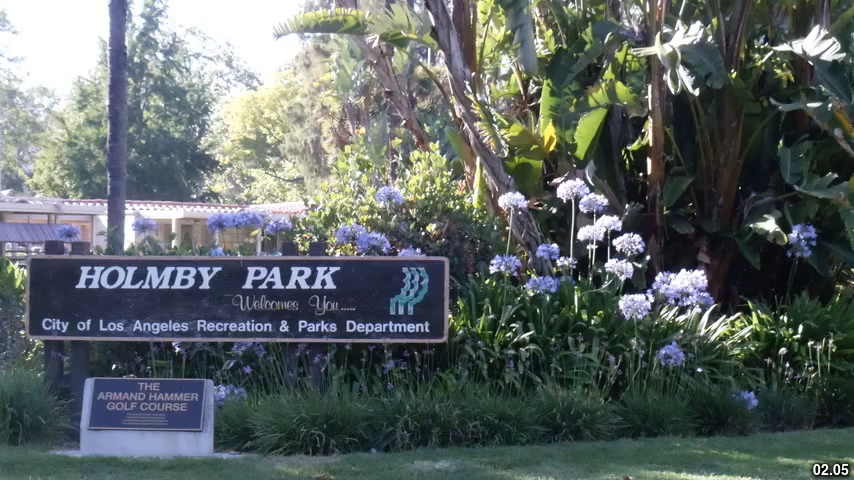 HOLMBY PARK
Welcomes You.....
City of Los Angeles Recreation & Parks Department
THE
ARMAND HAMMER
GOLF COURSE
02.05